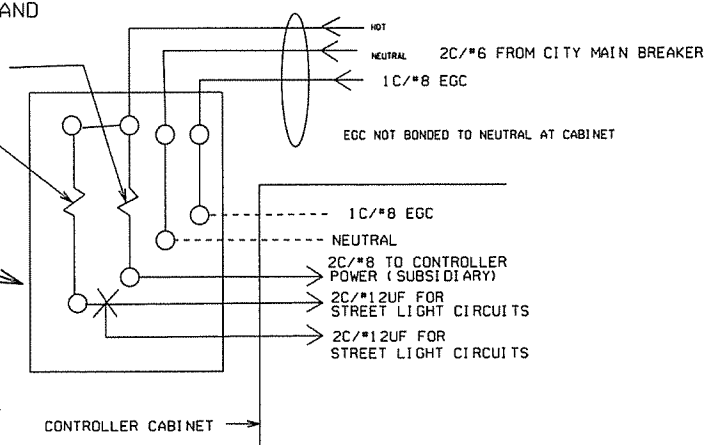 AND
HOT
NEUTRAL 2C/#6 FROM CITY MAIN BREAKER
1C/#8 EGC
EGC NOT BONDED TO NEUTRAL AT CABINET
1C/#8 EGC
NEUTRAL
2C/#8 TO CONTROLLER
POWER (SUBSIDIARY)
2C/#12UF FOR
STREET LIGHT CIRCUITS
2C/#12UF FOR
STREET LIGHT CIRCUITS
CONTROLLER CABINET